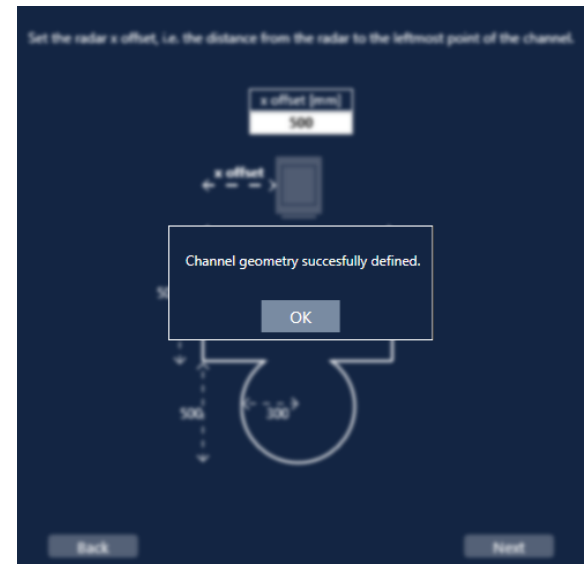 Set the radar x offset, i.e. the distance from the radar to the leftmost point of the channel.
x offset [mm]
500
x offset
Channel geometry succesfully defined.
OK
500
300
Back
Next